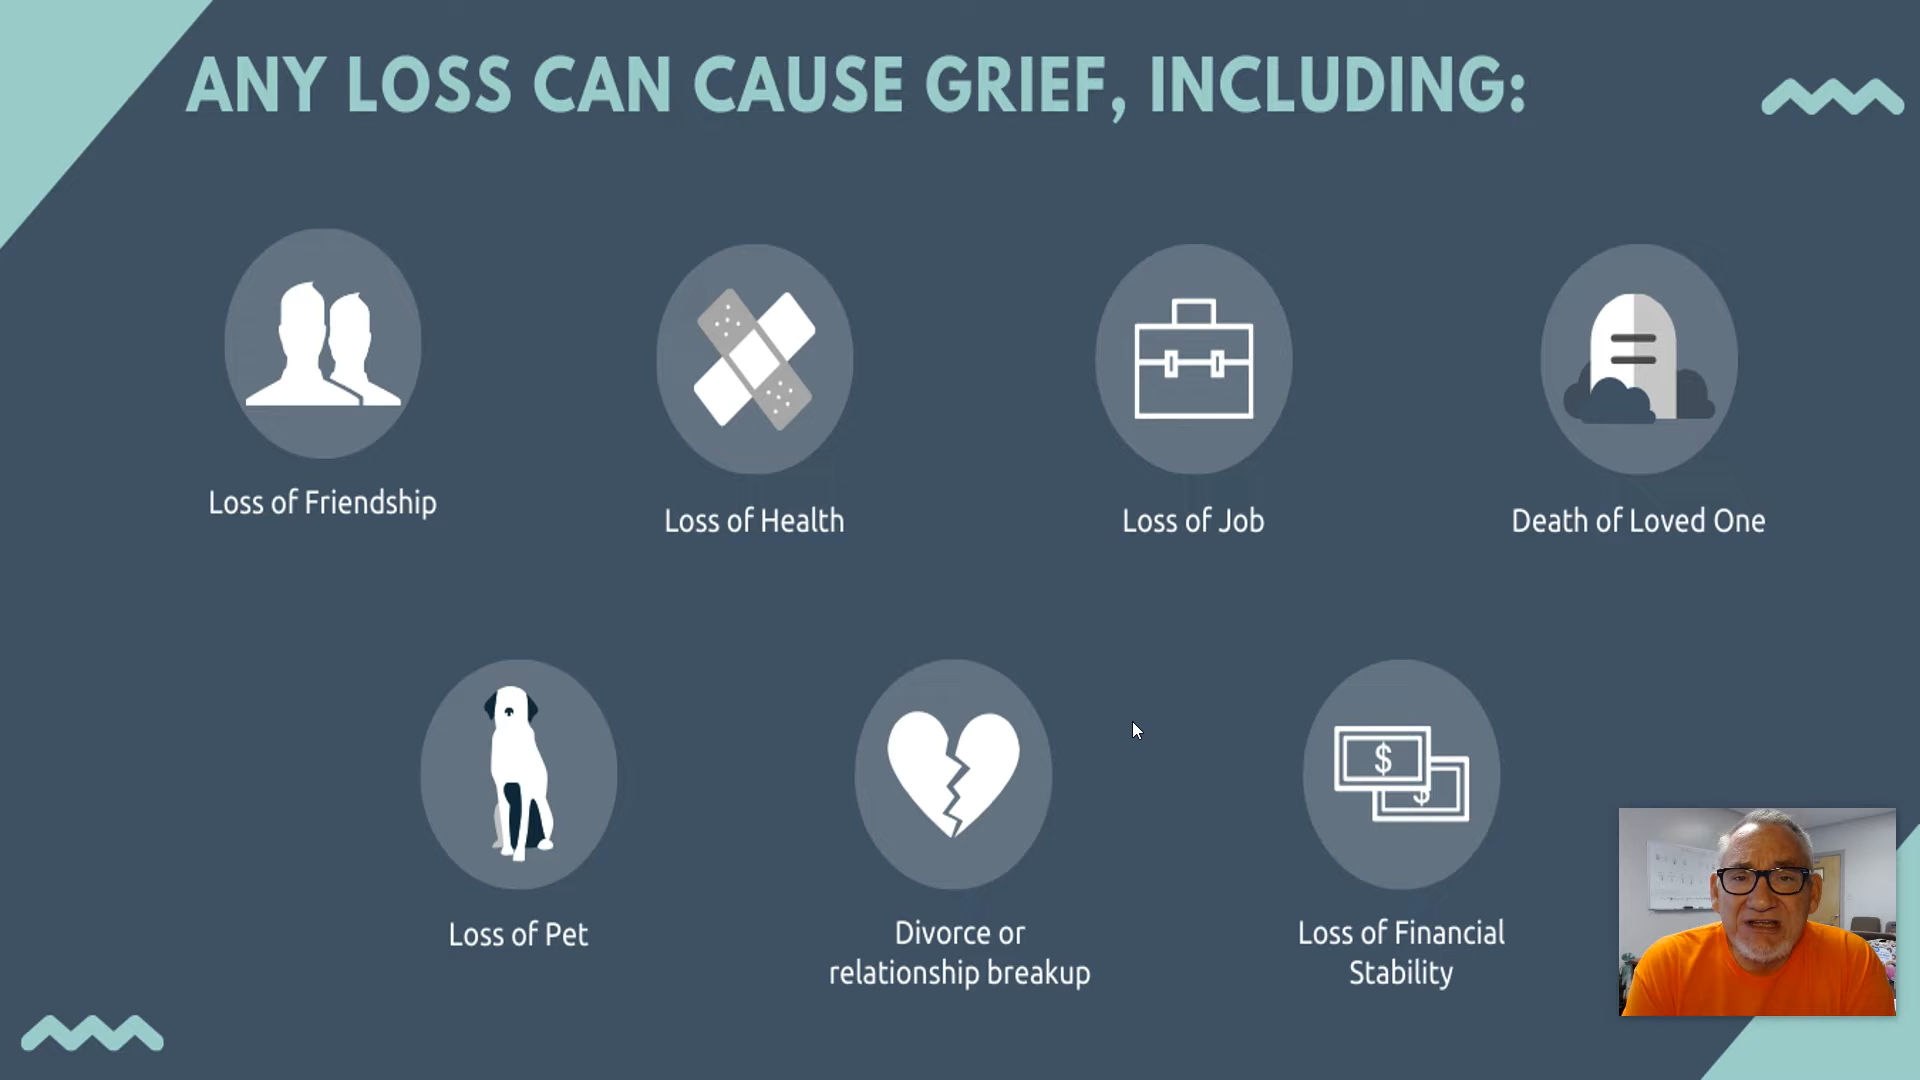 ANY LOSS CAN CAUSE GRIEF, INCLUDING:
Loss of Friendship
Loss of Health
Loss of Job
Death of Loved One
$
$
Loss of Pet
Divorce or
relationship breakup
Loss of Financial
Stability